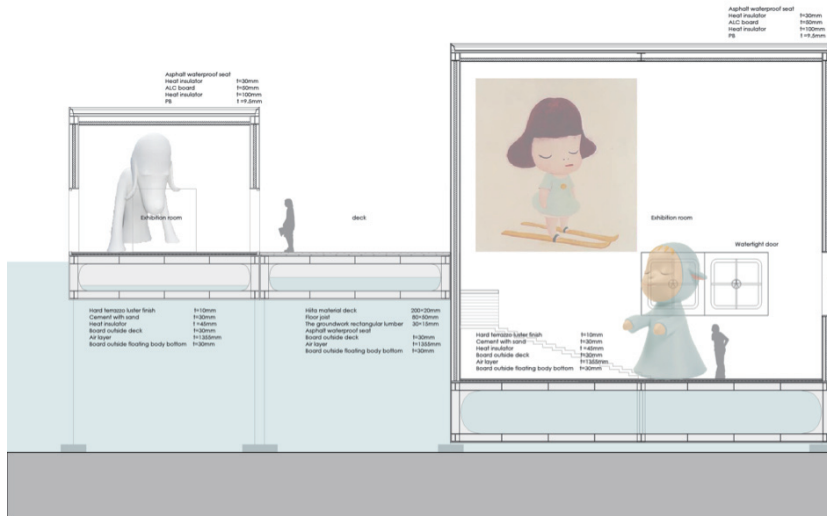 Asphalt waterproof seat
Heat insulator t=30mm
ALC board t=50mm
Heat insulator t=100mm
PB t =9.5mm
Asphalt waterproof seat
Heat insulator t=30mm
ALC board t=50mm
Heat insulator t=100mm
PB t =9.5mm
Exhibition room
deck
Exhibition room
Watertight door
Hard terrazzo luster finish t=10mm
Cement with sand t=30mm
Heat insulator t =45mm
Board outside deck t=30mm
Air layer t=1355mm
Board outside floating body bottom t=30mm
material deck 200×20mm
Floor joist 50×50mm
The groundwork rectangular lumber 30×15mm
Asphalt waterproof seat
Board outside deck t=30mm
Air layer t=1355mm
Board outside floating body bottom t=30mm
Hard terrazzo luster finish t=10mm
Cement with sand t=30mm
Heat insulator t =45mm
Board outside deck t=30mm
Air layer t=1355mm
Board outside floating body bottom t=30mm